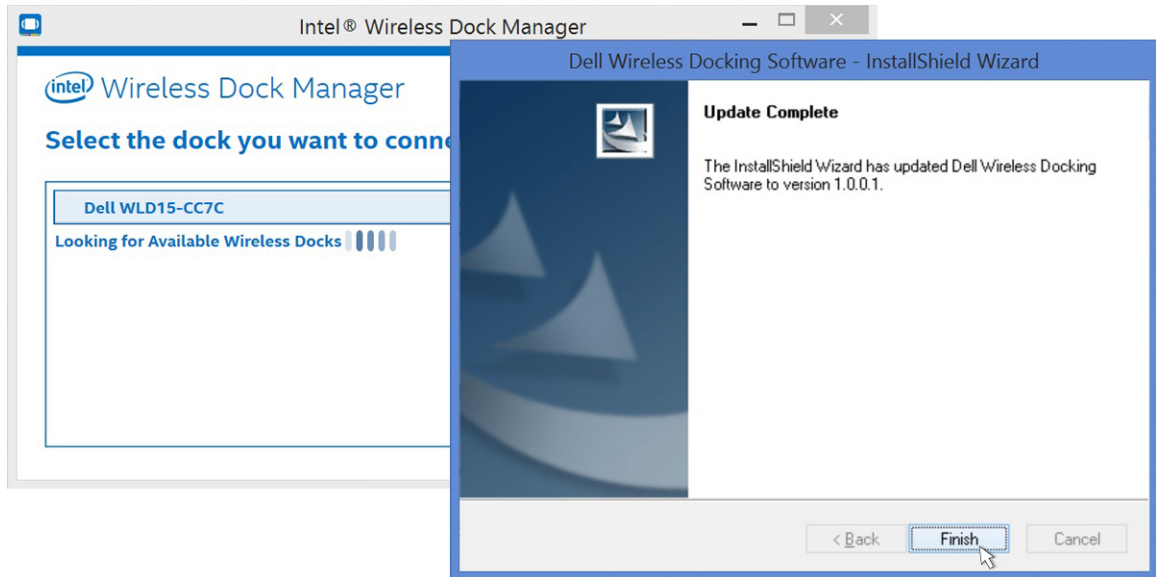 Intel® Wireless Dock Manager
intel Wireless Dock Manager
Select the dock you want to conne
Dell WLD15-CC7C
Looking for Available Wireless Docks
Dell Wireless Docking Software - InstallShield Wizard
Update Complete
The InstallShield Wizard has updated Dell Wireless Docking
Software to version 1.0.0.1.
< Back Finish Cancel